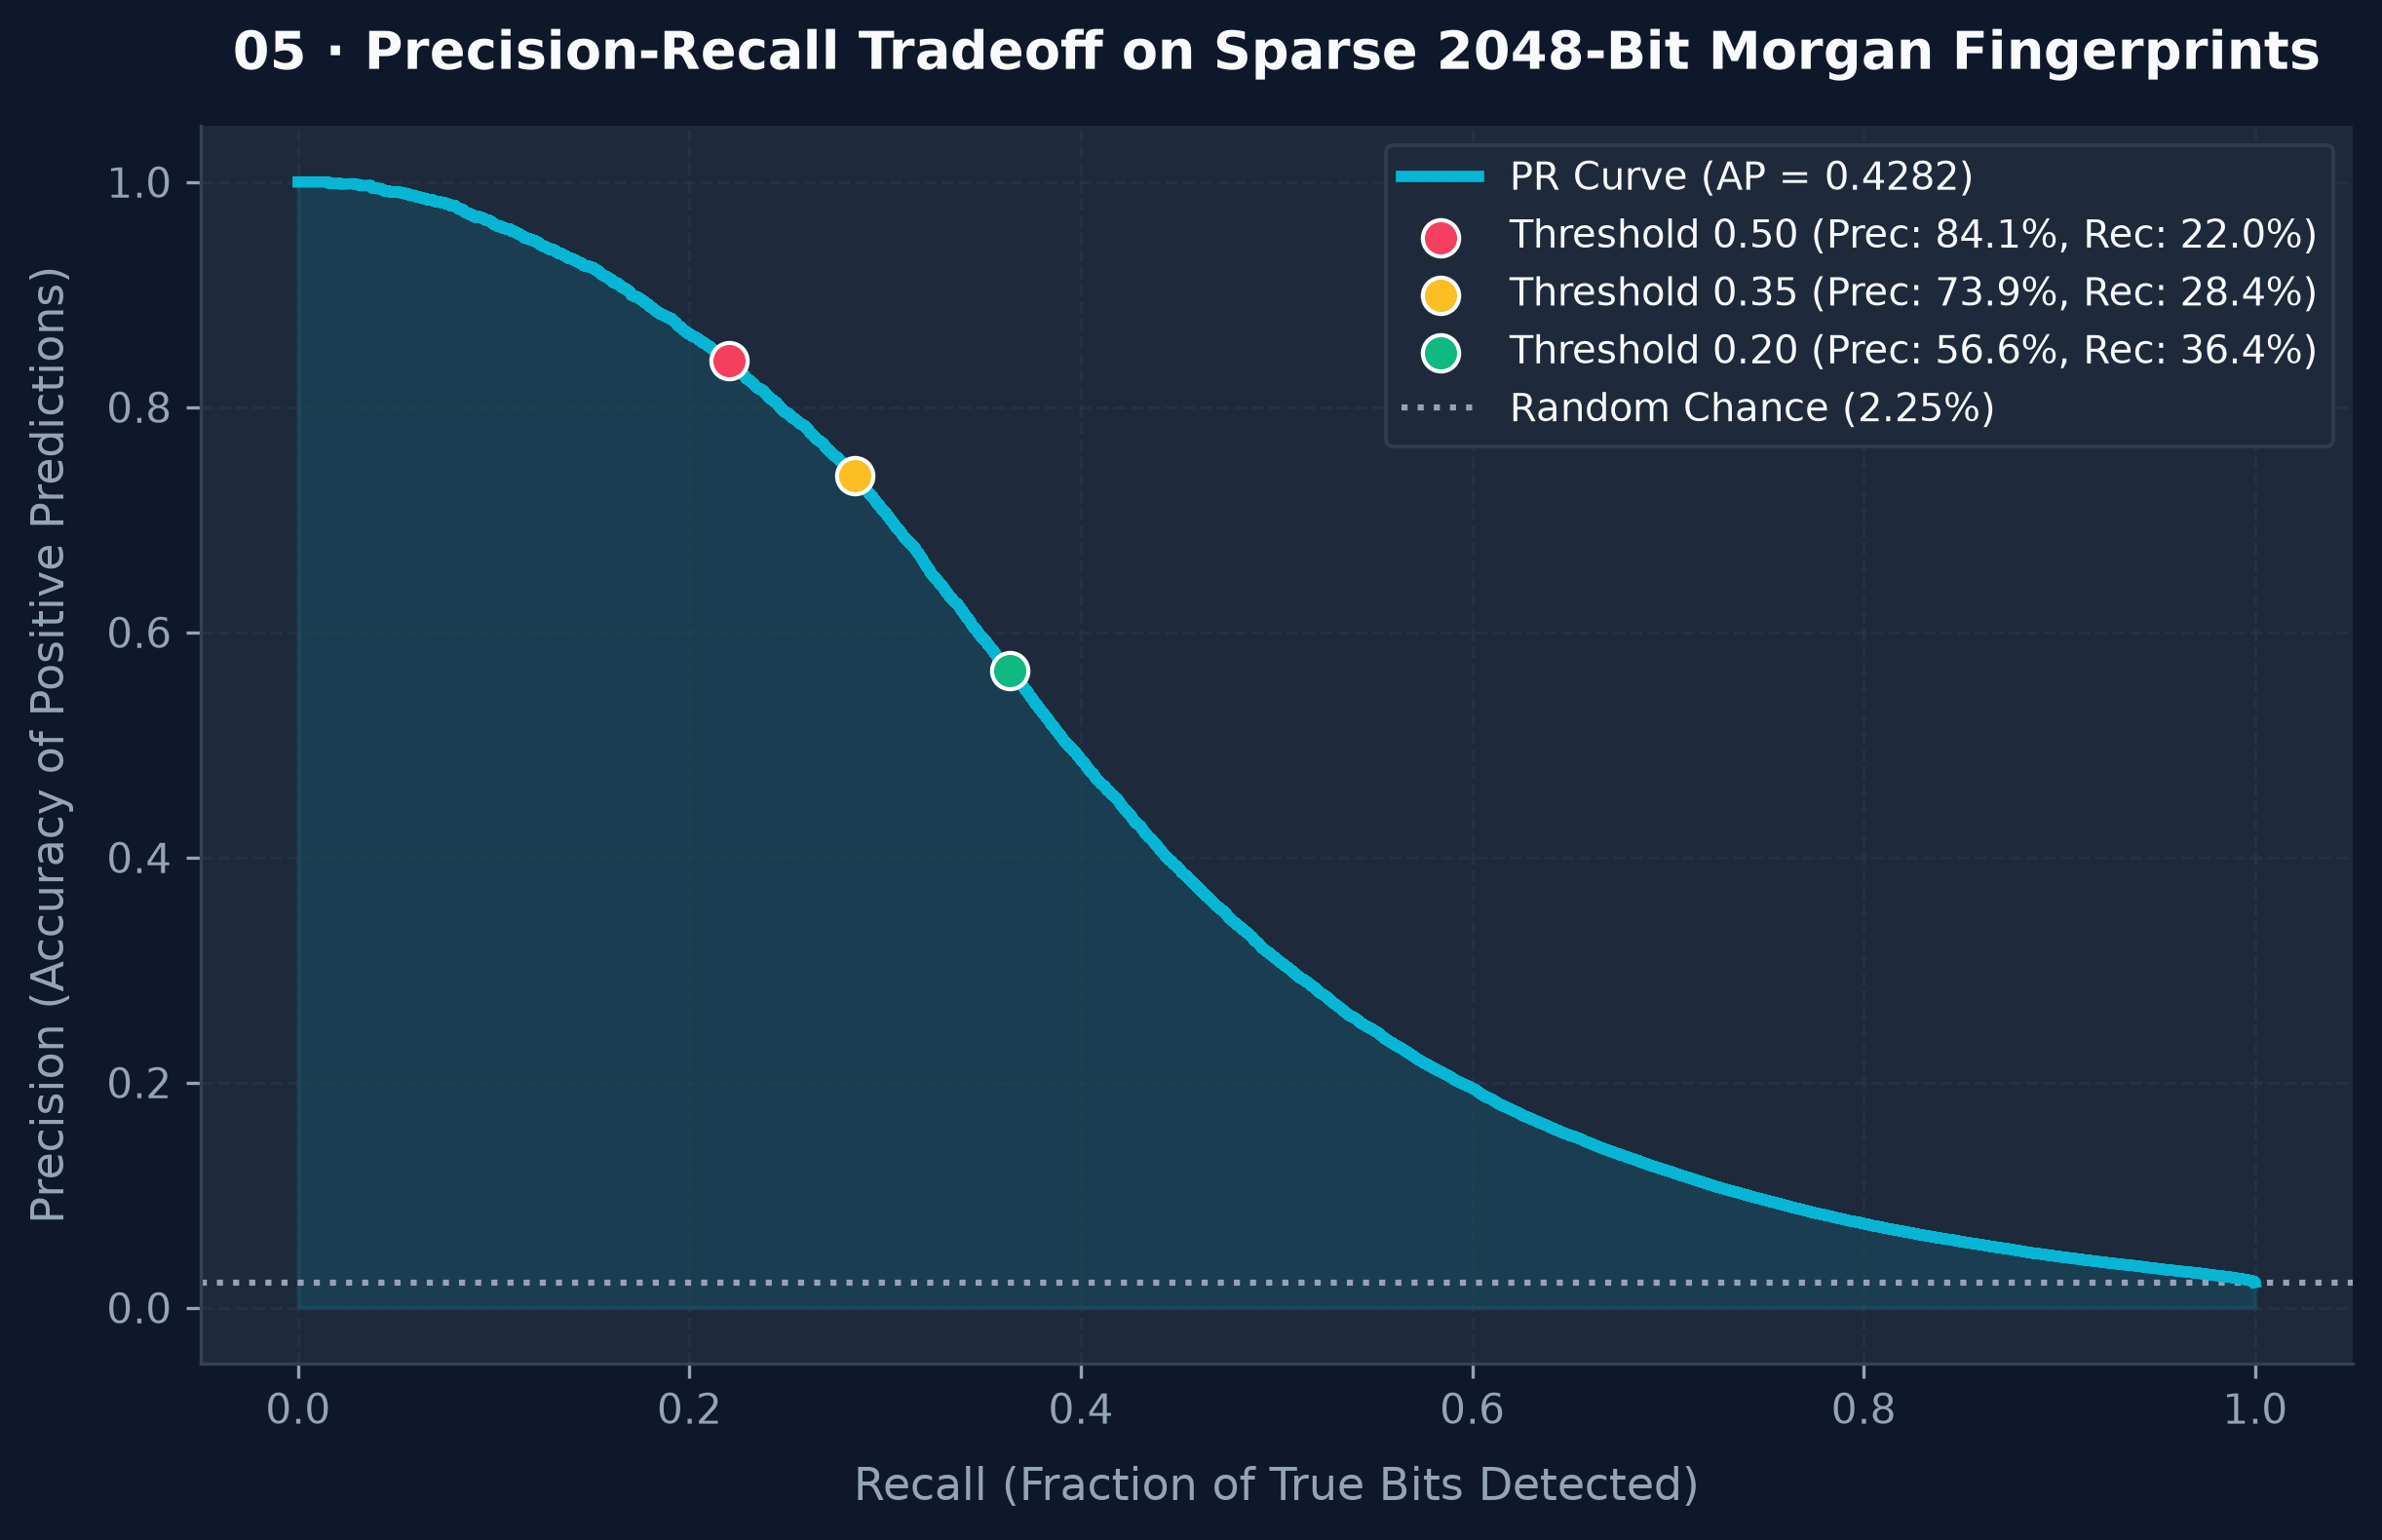 05 · Precision-Recall Tradeoff on Sparse 2048-Bit Morgan Fingerprints
PR Curve (AP = 0.4282)
Threshold 0.50 (Prec: 84.1%, Rec: 22.0%)
Threshold 0.35 (Prec: 73.9%, Rec: 28.4%)
Threshold 0.20 (Prec: 56.6%, Rec: 36.4%)
Random Chance (2.25%)
Precision (Accuracy of Positive Predictions)
1.0
0.8
0.6
0.4
0.2
0.0
0.0 0.2 0.4 0.6 0.8 1.0
Recall (Fraction of True Bits Detected)